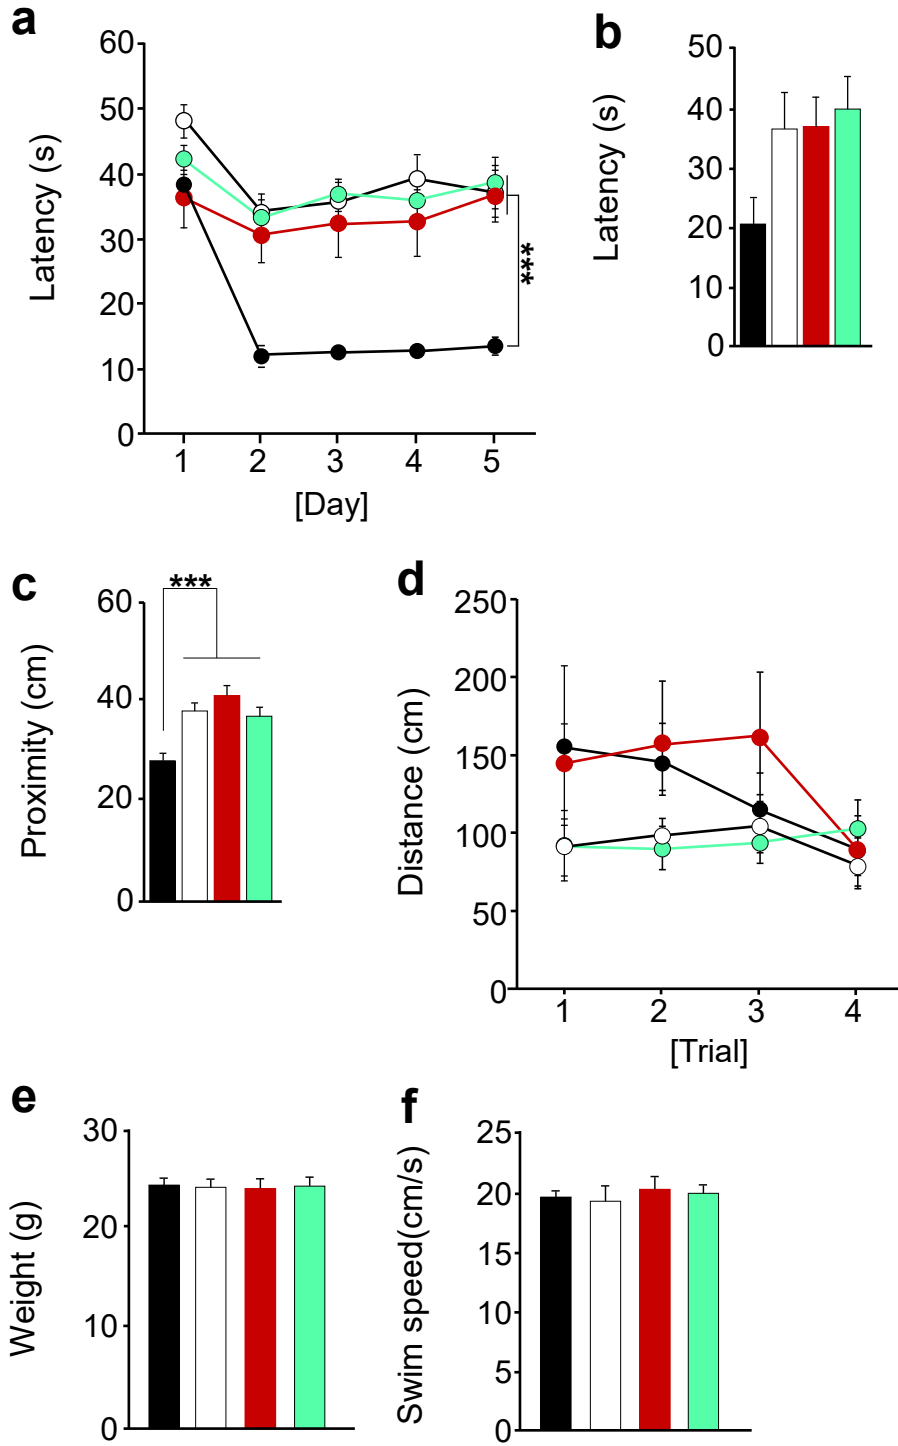 a
60
50
40
30
20
10
0
Latency (s)
***
1 2 3 4 5
[Day]
b
50
40
30
20
10
0
Latency (s)
c
***
60
40
20
0
Proximity (cm)
d
250
200
150
100
50
0
Distance (cm)
1 2 3 4
[Trial]
e
30
20
10
0
Weight (g)
f
25
20
15
10
5
0
Swim speed(cm/s)